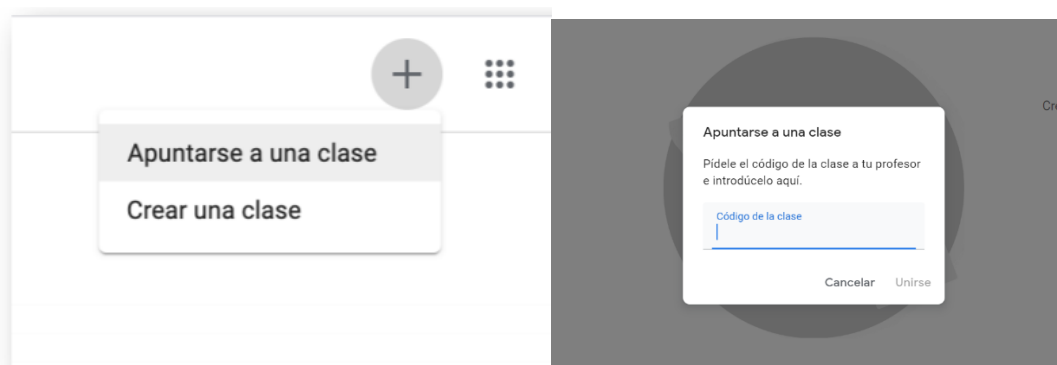 Apuntarse a una clase
Crear una clase
Cre
Apuntarse a una clase
Pídele el código de la clase a tu profesor
e introdúcelo aquí.
Código de la clase
Cancelar Unirse